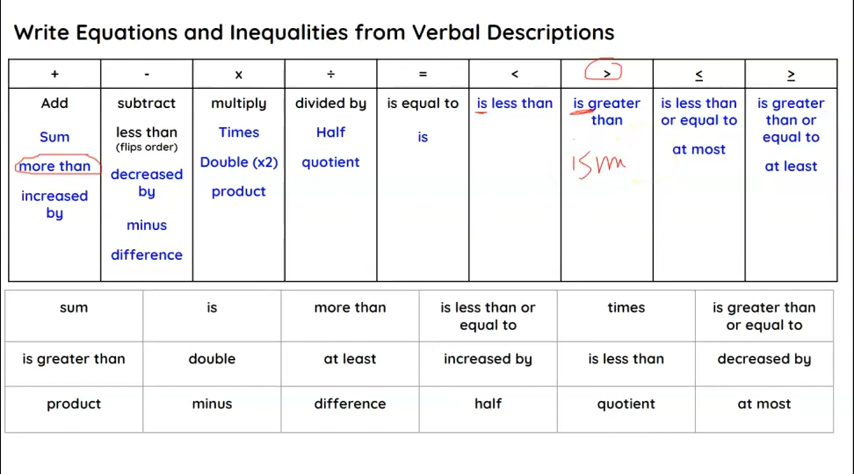 Write Equations and Inequalities from Verbal Descriptions
+ - x ÷ = < > ≤ ≥
Add
Sum
more than
increased
by
subtract
less than
(flips order)
decreased
by
minus
difference
multiply
Times
Double (x2)
product
divided by
Half
quotient
is equal to
is
is less than
is greater
than
ism
is less than
or equal to
at most
is greater
than or
equal to
at least
sum
is
more than
is less than or
equal to
times
is greater than
or equal to
is greater than
double
at least
increased by
is less than
decreased by
product
minus
difference
half
quotient
at most